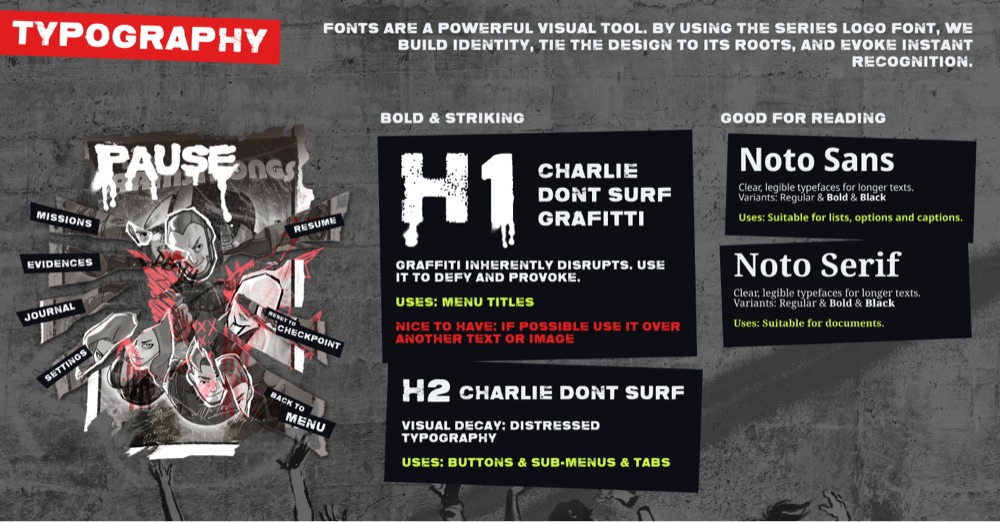 TYPOGRAPHY
FONTS ARE A POWERFUL VISUAL TOOL. BY USING THE SERIES LOGO FONT, WE
BUILD IDENTITY, TIE THE DESIGN TO ITS ROOTS, AND EVOKE INSTANT
RECOGNITION.
PAUSE
MISSIONS
EVIDENCES
JOURNAL
SETTINGS
RESUME
RESET TO
CHECKPOINT
BACK TO
MENU
BOLD & STRIKING
H1
CHARLIE
DONT SURF
GRAFITTI
GRAFFITI INHERENTLY DISRUPTS. USE
IT TO DEFY AND PROVOKE.
USES: MENU TITLES
NICE TO HAVE: IF POSSIBLE USE IT OVER
ANOTHER TEXT OR IMAGE
H2 CHARLIE DONT SURF
VISUAL DECAY: DISTRESSED
TYPOGRAPHY
USES: BUTTONS & SUB-MENUS & TABS
GOOD FOR READING
Noto Sans
Clear, legible typefaces for longer texts.
Variants: Regular & Bold & Black
Uses: Suitable for lists, options and captions.
Noto Serif
Clear, legible typefaces for longer texts.
Variants: Regular & Bold & Black
Uses: Suitable for documents.